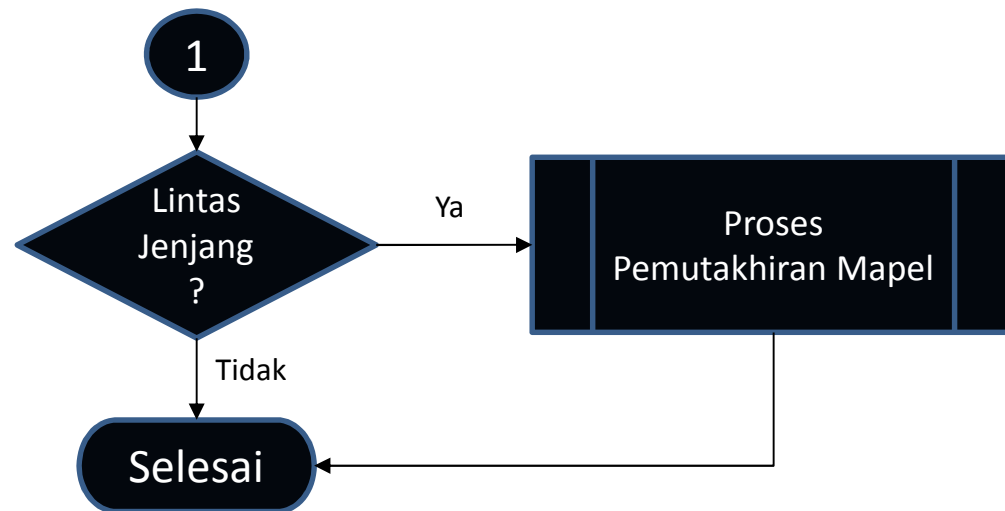 1
Lintas
Jenjang
?
Ya
Proses
Pemutakhiran Mapel
Tidak
Selesai